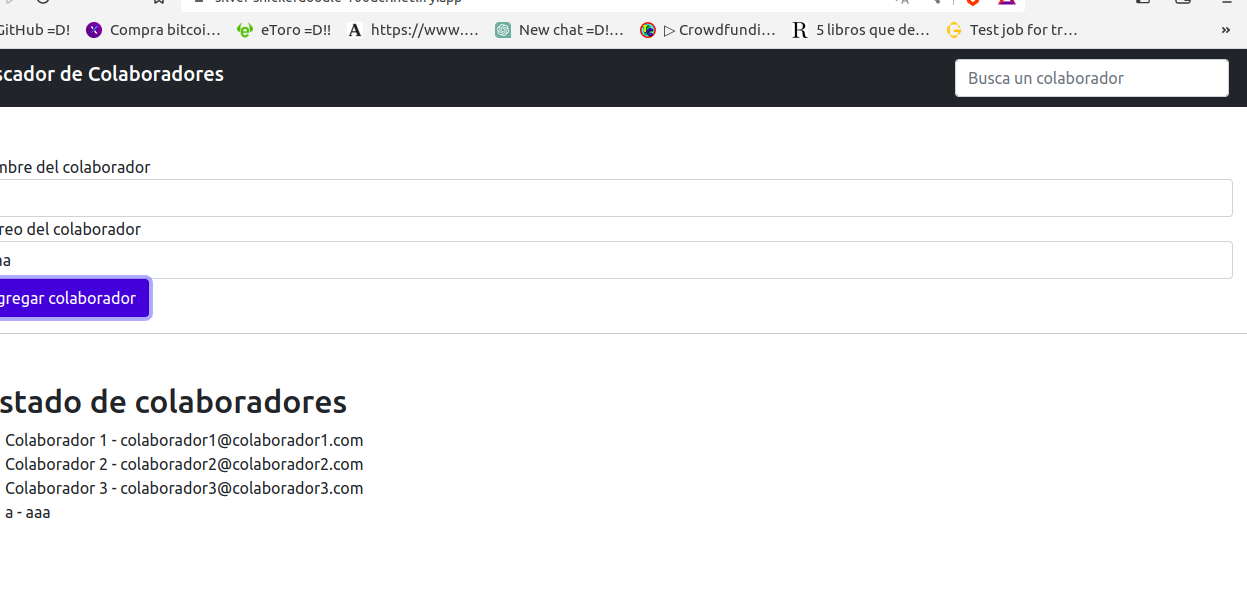 GitHub =D! Compra bitcoi... eToro =D!! https://www.... New chat =D!... ▷ Crowdfundi... 5 libros que de... Test job for tr... »
scador de Colaboradores Busca un colaborador
mbre del colaborador
reo del colaborador
gregar colaborador
stado de colaboradores
Colaborador 1 - colaborador1@colaborador1.com
Colaborador 2 - colaborador2@colaborador2.com
Colaborador 3 - colaborador3@colaborador3.com
a - aaa